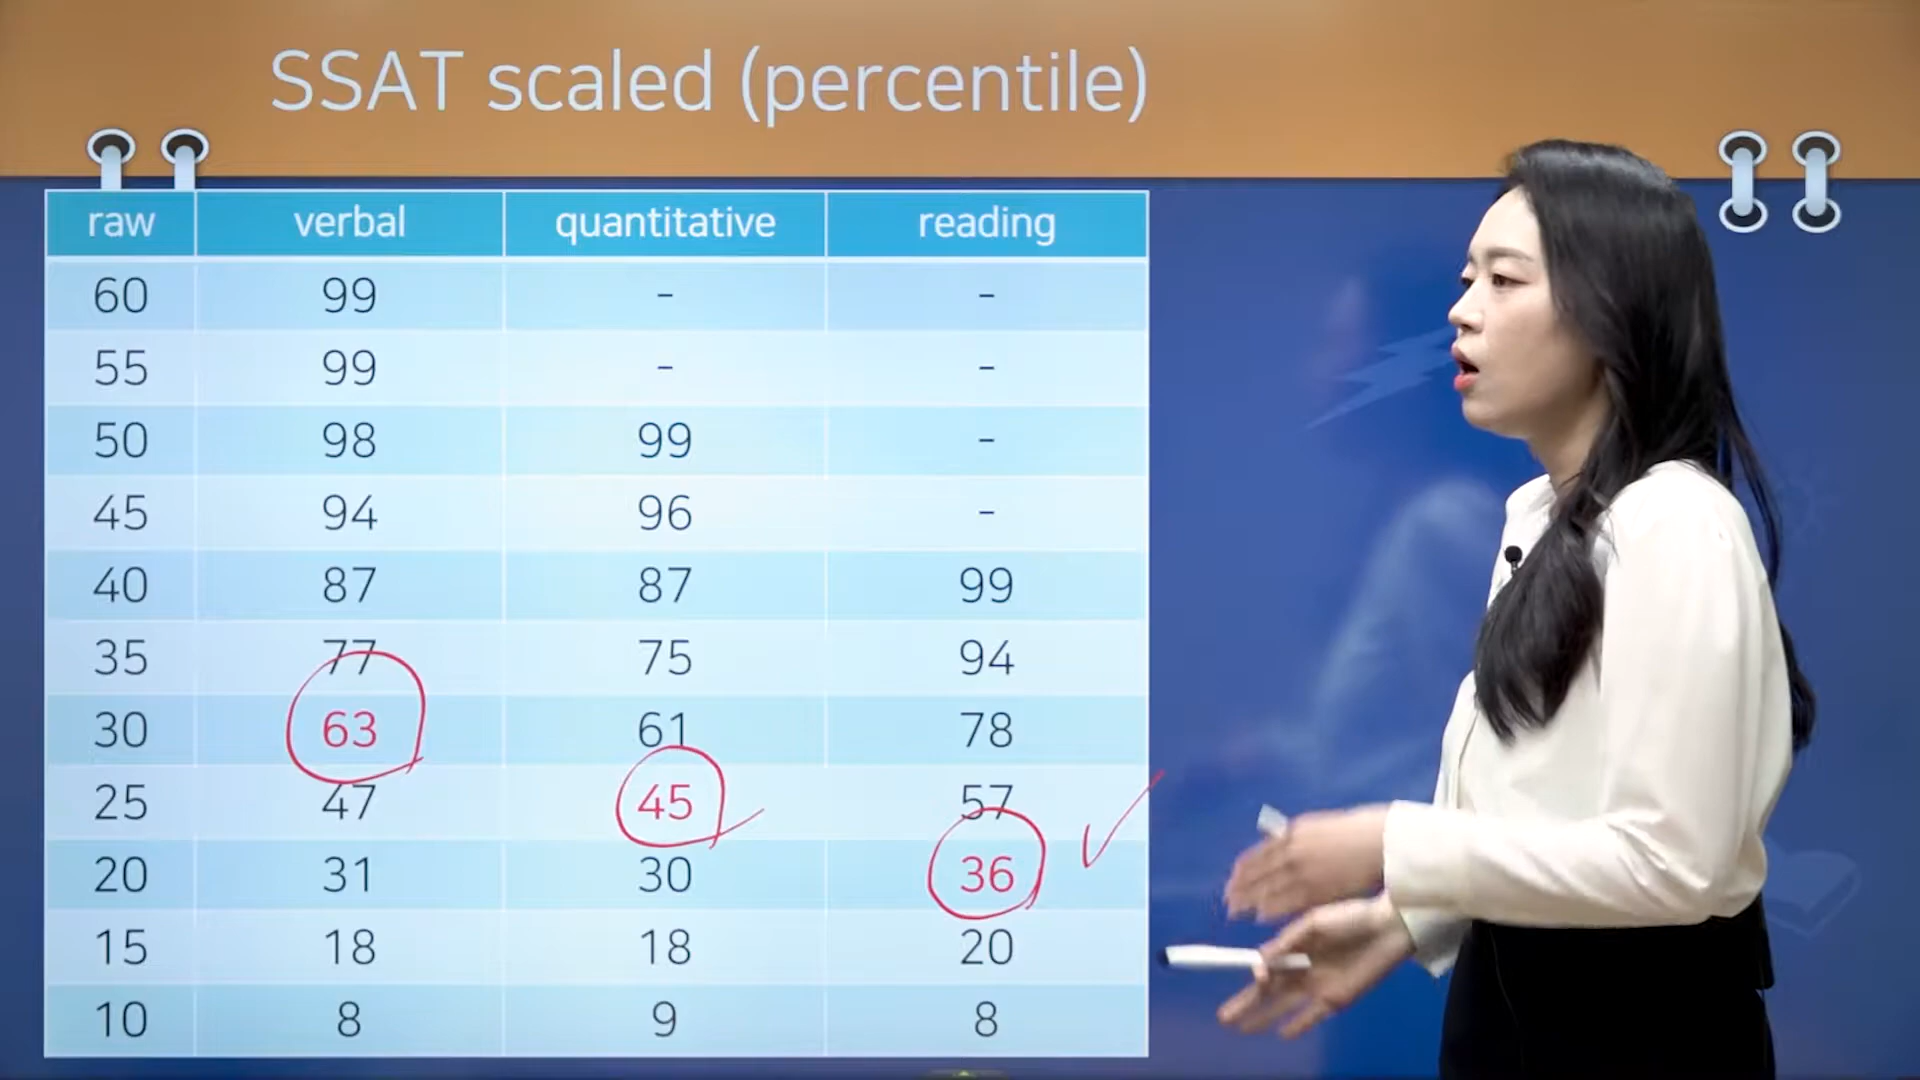 SSAT scaled (percentile)
raw verbal quantitative reading
60 99 - -
55 99 - -
50 98 99 -
45 94 96 -
40 87 87 99
35 77 75 94
30 63 61 78
25 47 45 57
20 31 30 36
15 18 18 20
10 8 9 8